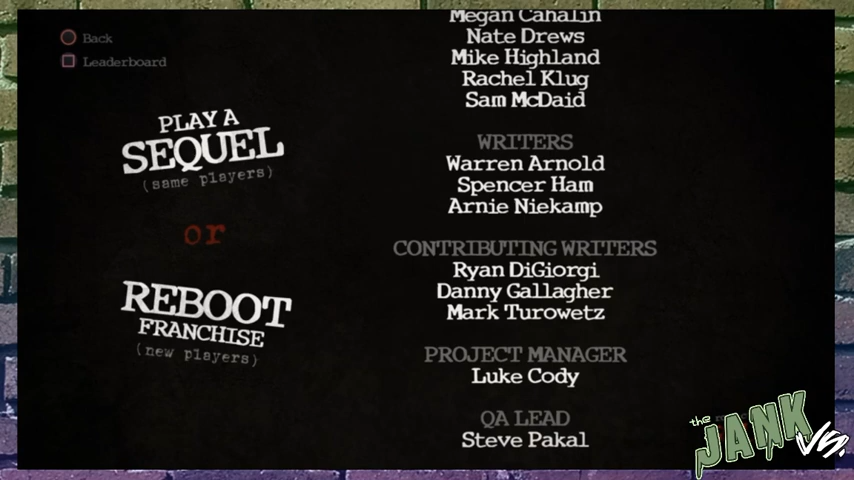 Back
Leaderboard
PLAY A
SEQUEL
(same players)
or
REBOOT
FRANCHISE
(new players)
Megan Cahalin
Nate Drews
Mike Highland
Rachel Klug
Sam McDaid
WRITERS
Warren Arnold
Spencer Ham
Arnie Niekamp
CONTRIBUTING WRITERS
Ryan DiGiorgi
Danny Gallagher
Mark Turowetz
PROJECT MANAGER
Luke Cody
QA LEAD
Steve Pakal
the
JANK
VS.